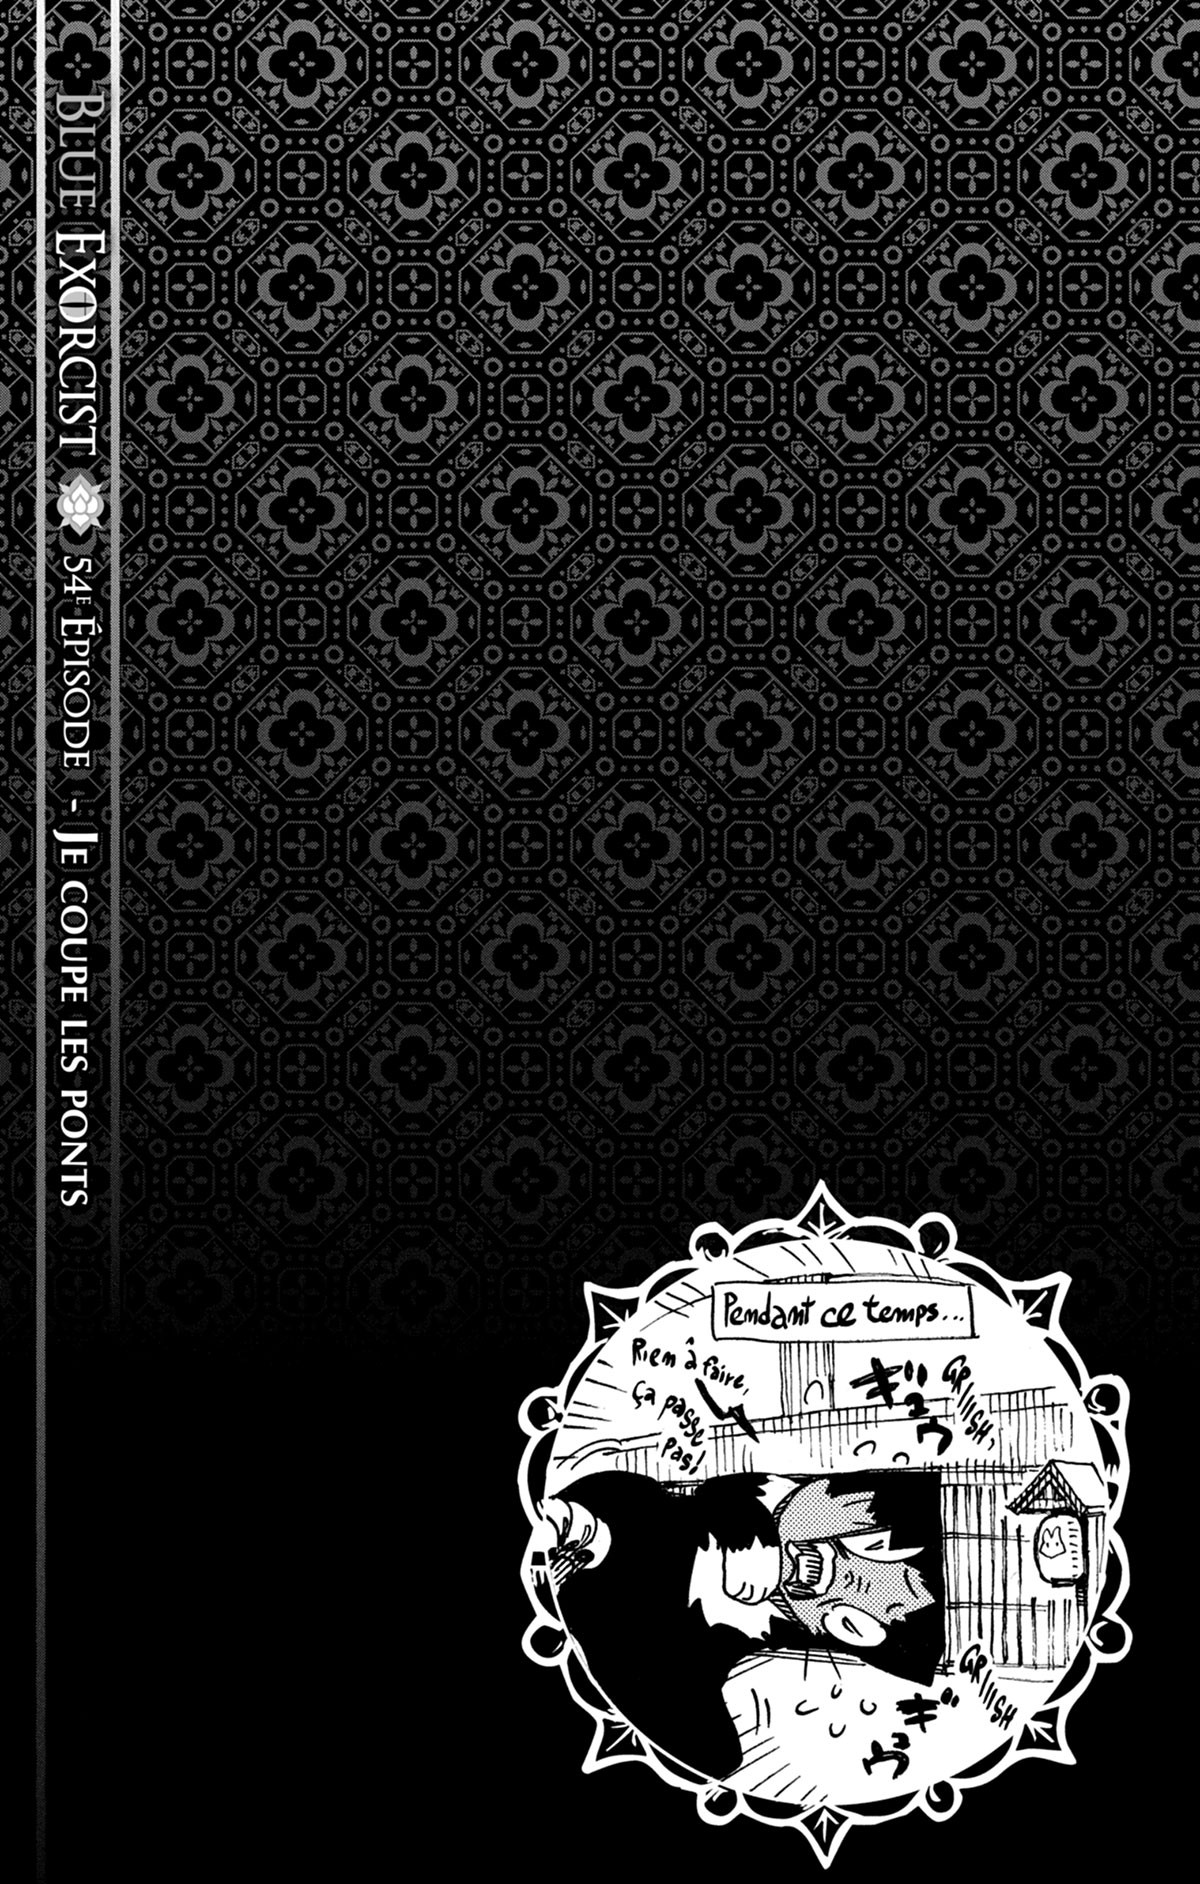 BLUE EXORCIST 54E ÉPISODE - JE COUPE LES PONTS
Pendant ce temps...
Rien à faire,
ça passe
pas!
ギュウ
GRIIISH,
GRIIISH
ギュウ